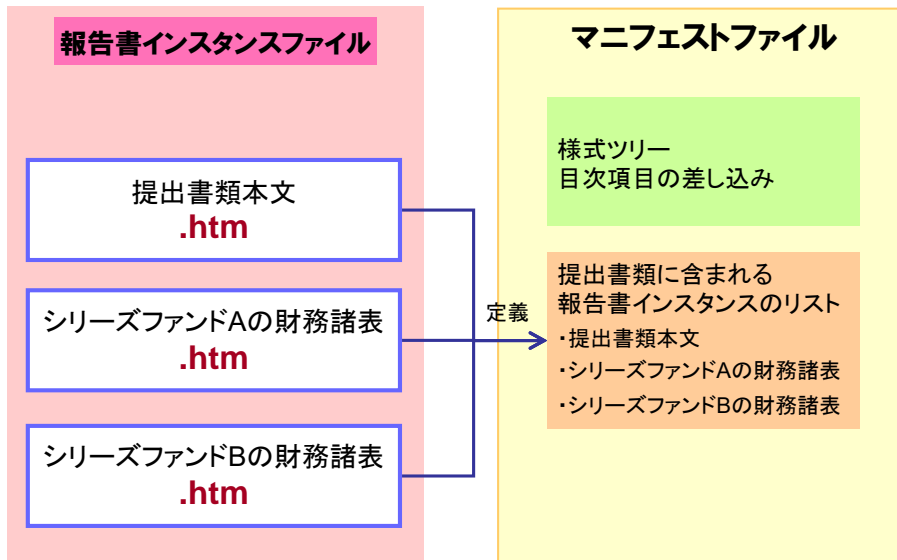 報告書インスタンスファイル
提出書類本文
.htm
シリーズファンドAの財務諸表
.htm
シリーズファンドBの財務諸表
.htm
定義
マニフェストファイル
様式ツリー
目次項目の差し込み
提出書類に含まれる
報告書インスタンスのリスト
・提出書類本文
・シリーズファンドAの財務諸表
・シリーズファンドBの財務諸表